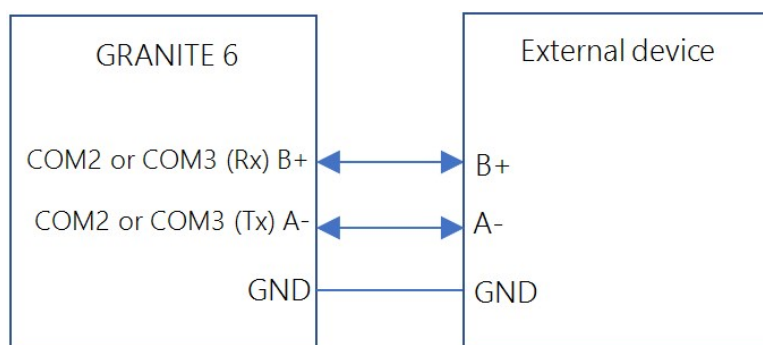 GRANITE 6
External device
COM2 or COM3 (Rx) B+
B+
COM2 or COM3 (Tx) A-
A-
GND
GND